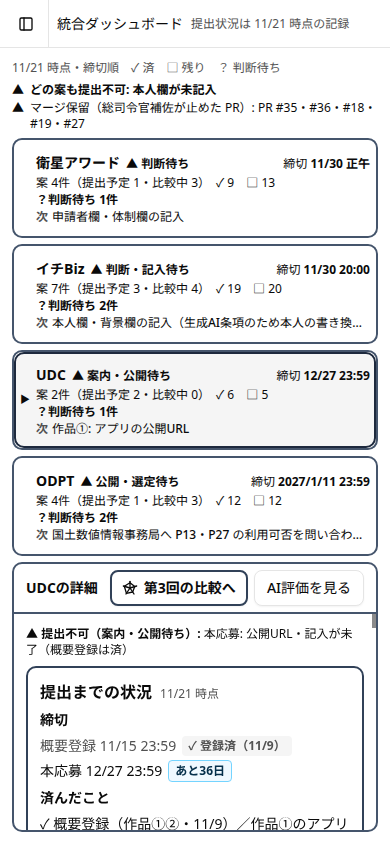 統合ダッシュボード 提出状況は 11/21 時点の記録
11/21 時点・締切順 ✓ 済 □ 残り ? 判断待ち
▲ どの案も提出不可: 本人欄が未記入
▲ マージ保留（総司令官補佐が止めた PR）: PR #35・#36・#18・
#19・#27
衛星アワード ▲ 判断待ち 締切 11/30 正午
案 4件（提出予定 1・比較中 3） ✓ 9 □ 13
? 判断待ち 1件
次 申請者欄・体制欄の記入
イチBiz ▲ 判断・記入待ち 締切 11/30 20:00
案 7件（提出予定 3・比較中 4） ✓ 19 □ 20
? 判断待ち 2件
次 本人欄・背景欄の記入（生成AI条項のため本人の書き換…
▶ UDC ▲ 案内・公開待ち 締切 12/27 23:59
案 2件（提出予定 2・比較中 0） ✓ 6 □ 5
? 判断待ち 1件
次 作品①: アプリの公開URL
ODPT ▲ 公開・選定待ち 締切 2027/1/11 23:59
案 4件（提出予定 1・比較中 3） ✓ 12 □ 12
? 判断待ち 2件
次 国土数値情報事務局へ P13・P27 の利用可否を問い合わ…
UDCの詳細 第3回の比較へ AI評価を見る
▲ 提出不可（案内・公開待ち）: 本応募: 公開URL・記入が未
了（概要登録は済）
提出までの状況 11/21 時点
締切
概要登録 11/15 23:59 ✓ 登録済（11/9）
本応募 12/27 23:59 あと36日
済んだこと
✓ 概要登録（作品①②・11/9）／作品①のアプリ